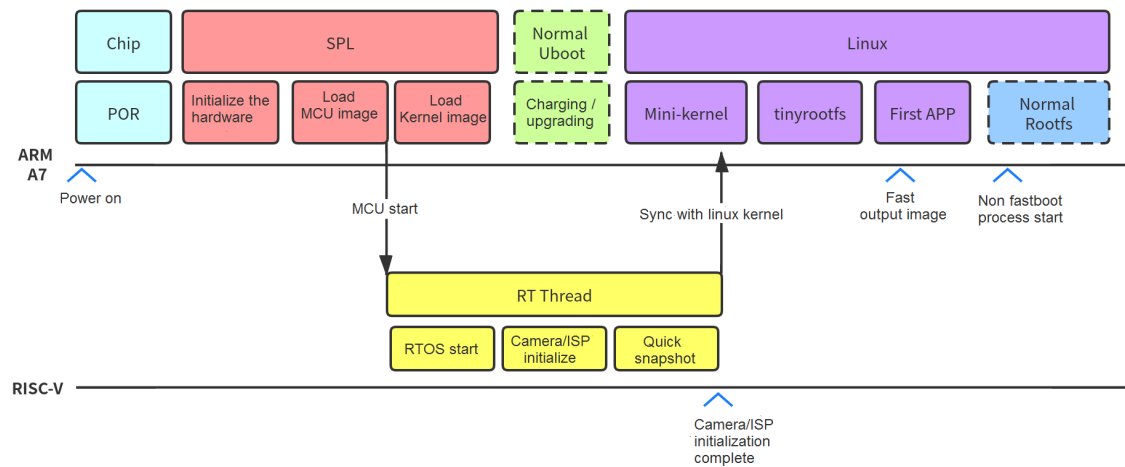 Chip
SPL
Normal
Uboot
Linux
POR
Initialize the
hardware
Load
MCU image
Load
Kernel image
Charging /
upgrading
Mini-kernel
tinyrootfs
First APP
Normal
Rootfs
ARM
A7
Power on
MCU start
Sync with linux kernel
Fast
output image
Non fastboot
process start
RT Thread
RTOS start
Camera/ISP
initialize
Quick
snapshot
RISC-V
Camera/ISP
initialization
complete